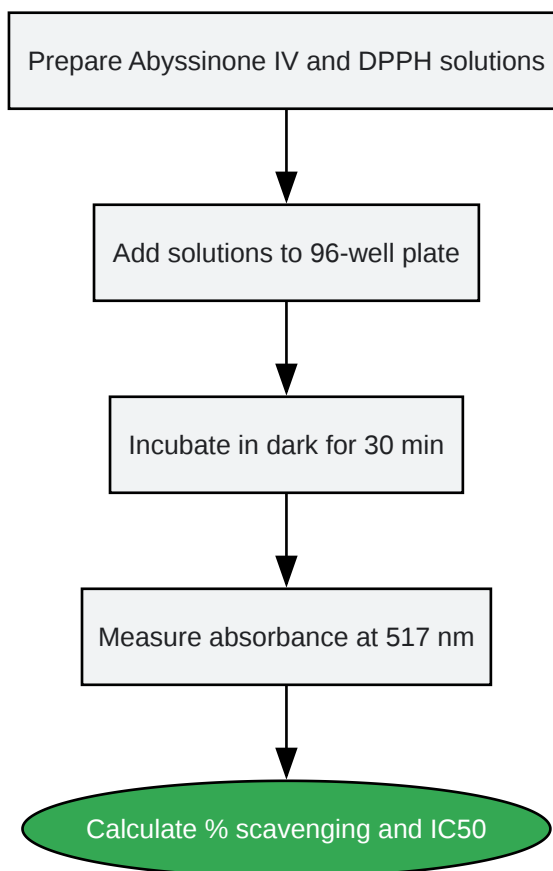 Prepare Abyssinone IV and DPPH solutions
Add solutions to 96-well plate
Incubate in dark for 30 min
Measure absorbance at 517 nm
Calculate % scavenging and IC50